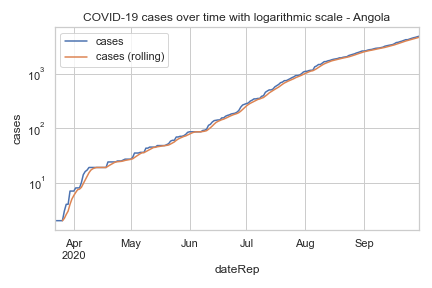 COVID-19 cases over time with logarithmic scale - Angola
cases
cases (rolling)
10³
10²
10¹
cases
Apr May Jun Jul Aug Sep
2020
dateRep